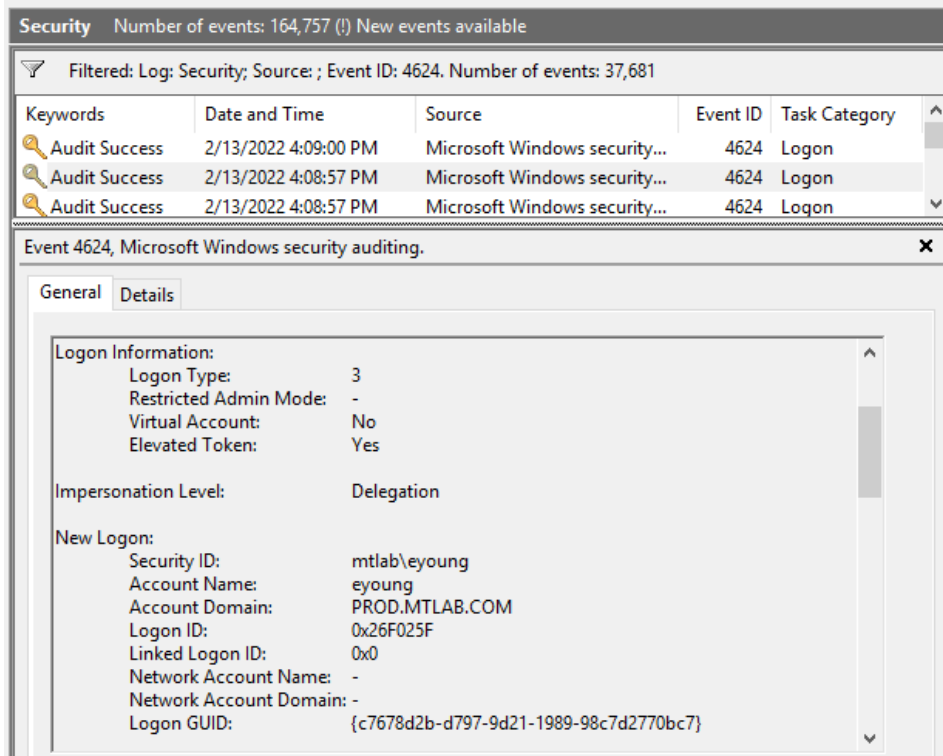 Security Number of events: 164,757 (!) New events available
Filtered: Log: Security; Source: ; Event ID: 4624. Number of events: 37,681
Keywords Date and Time Source Event ID Task Category
Audit Success 2/13/2022 4:09:00 PM Microsoft Windows security... 4624 Logon
Audit Success 2/13/2022 4:08:57 PM Microsoft Windows security... 4624 Logon
Audit Success 2/13/2022 4:08:57 PM Microsoft Windows security... 4624 Logon
Event 4624, Microsoft Windows security auditing.
General Details
Logon Information:
Logon Type: 3
Restricted Admin Mode: -
Virtual Account: No
Elevated Token: Yes
Impersonation Level: Delegation
New Logon:
Security ID: mtlab\eyoung
Account Name: eyoung
Account Domain: PROD.MTLAB.COM
Logon ID: 0x26F025F
Linked Logon ID: 0x0
Network Account Name: -
Network Account Domain: -
Logon GUID: {c7678d2b-d797-9d21-1989-98c7d2770bc7}